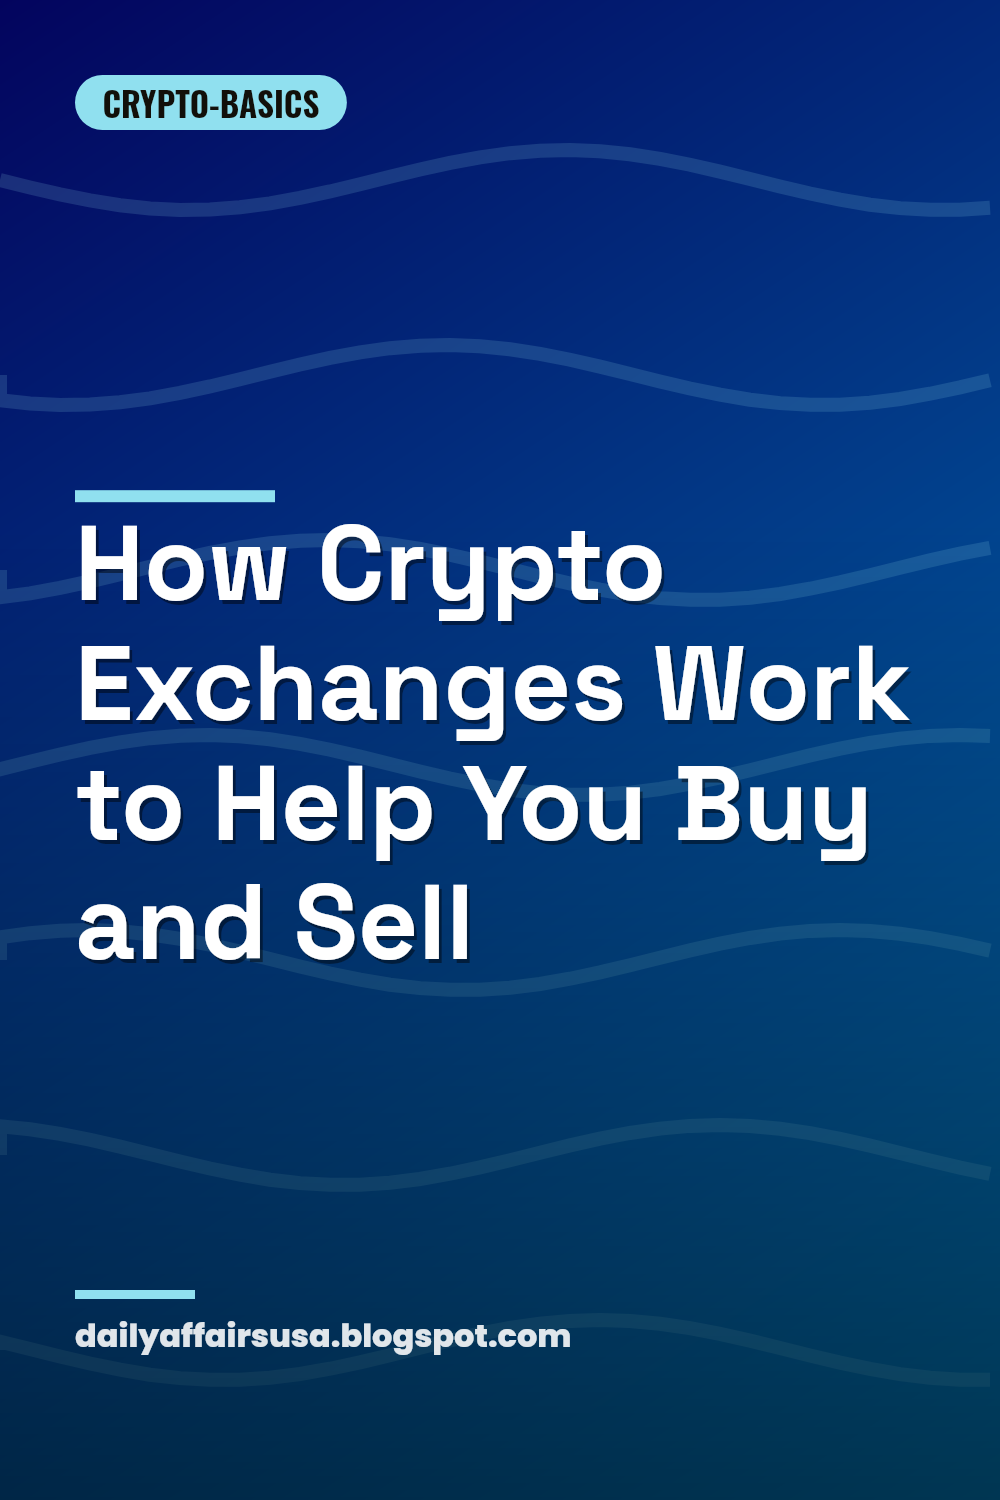 CRYPTO-BASICS
How Crypto
Exchanges Work
to Help You Buy
and Sell
dailyaffairsusa.blogspot.com